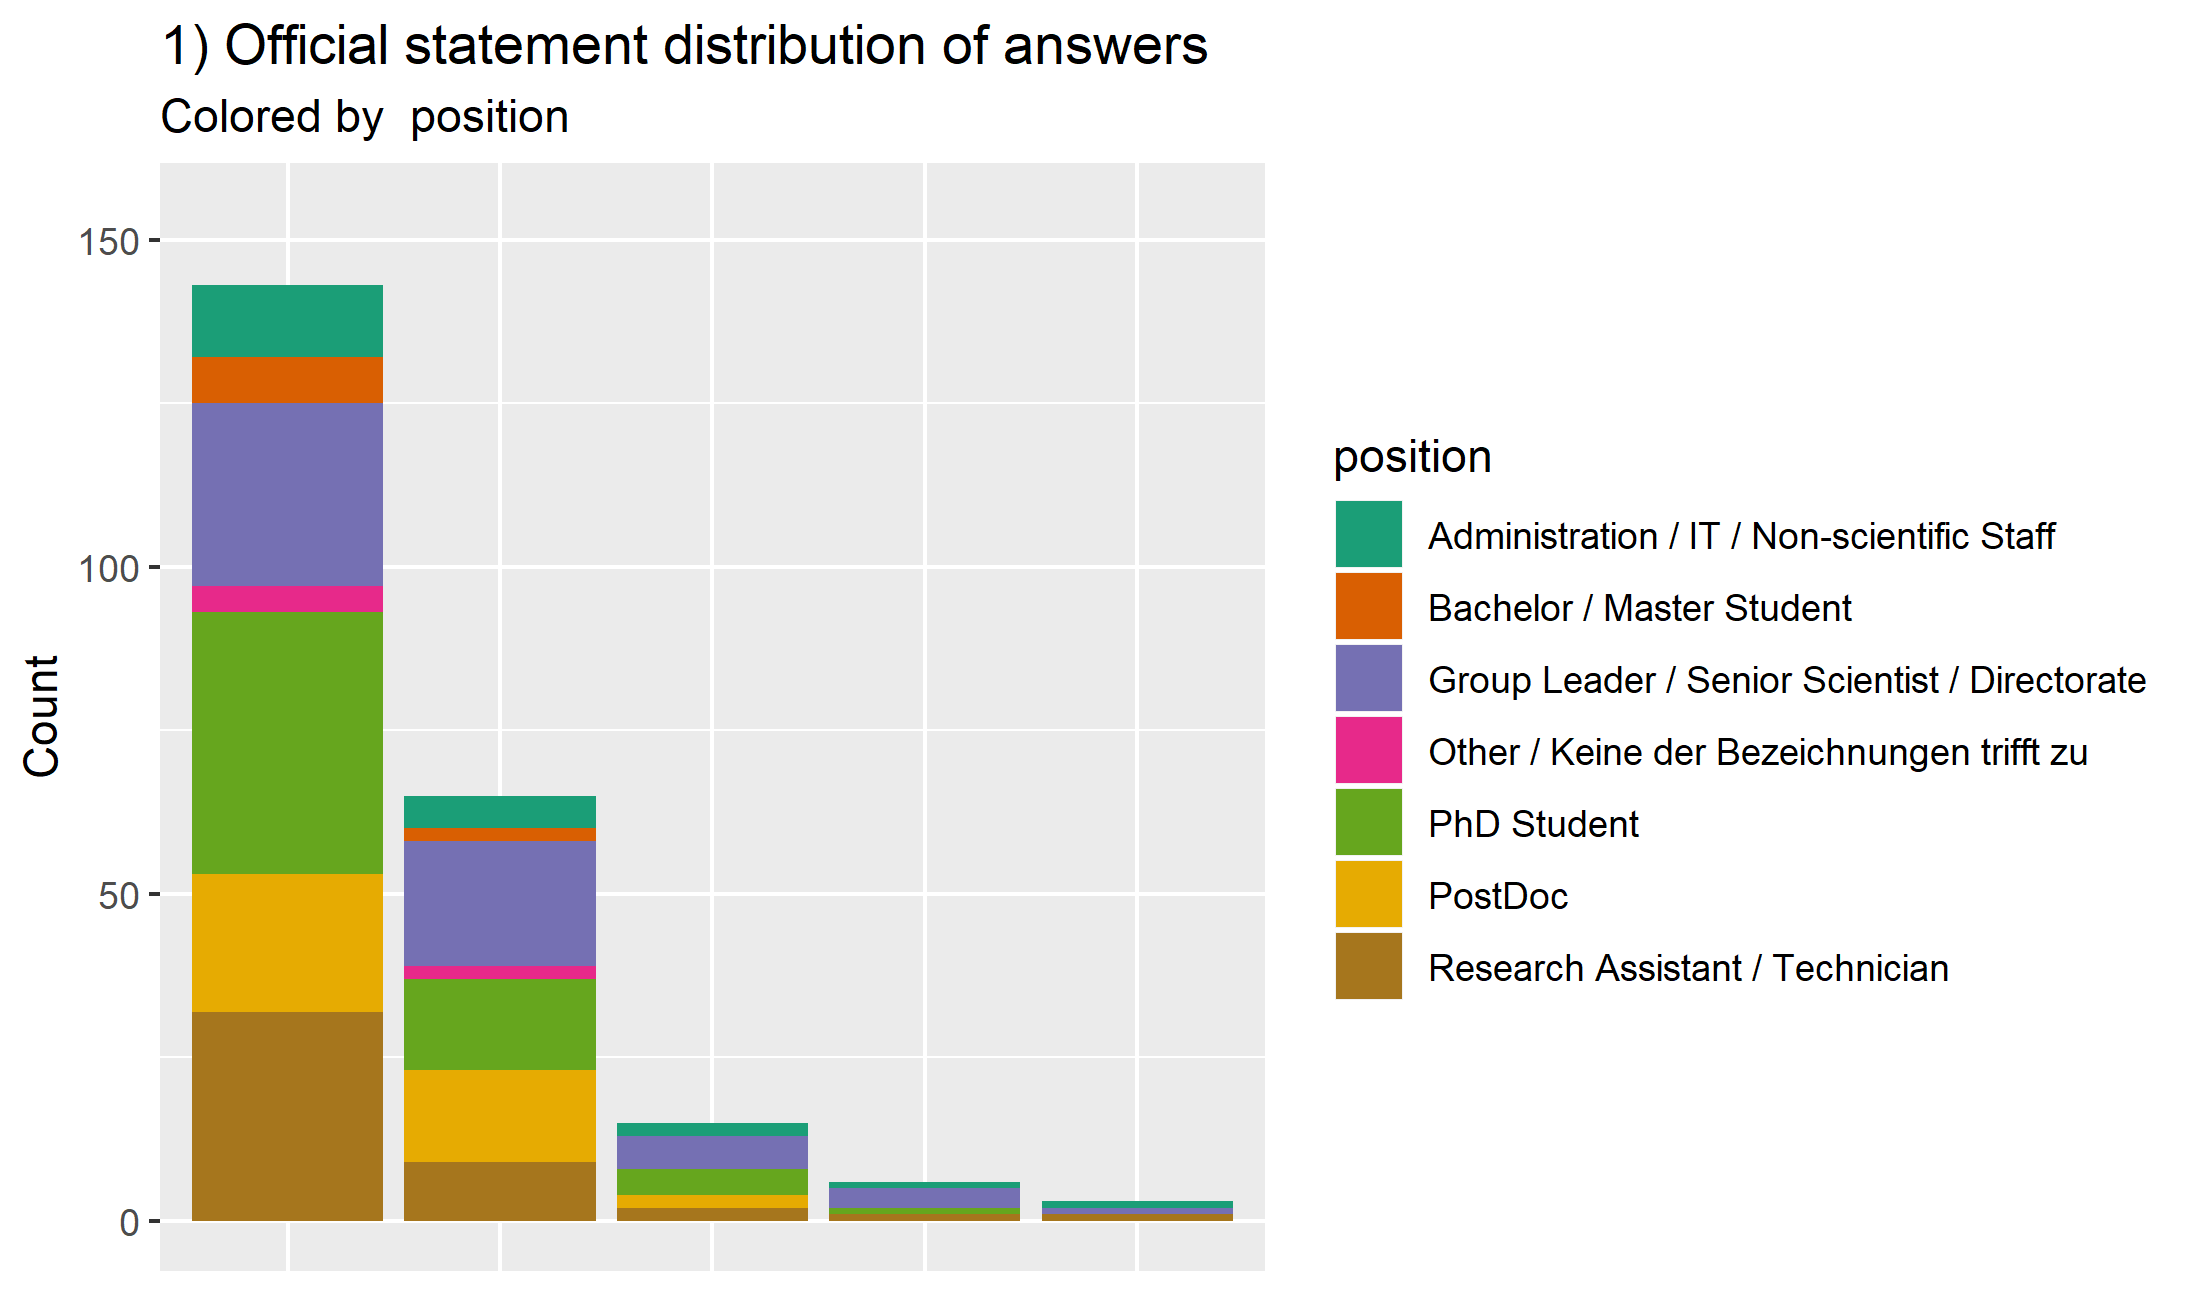 1) Official statement distribution of answers
Colored by  position
150
100
50
0
Count
position
Administration / IT / Non-scientific Staff
Bachelor / Master Student
Group Leader / Senior Scientist / Directorate
Other / Keine der Bezeichnungen trifft zu
PhD Student
PostDoc
Research Assistant / Technician